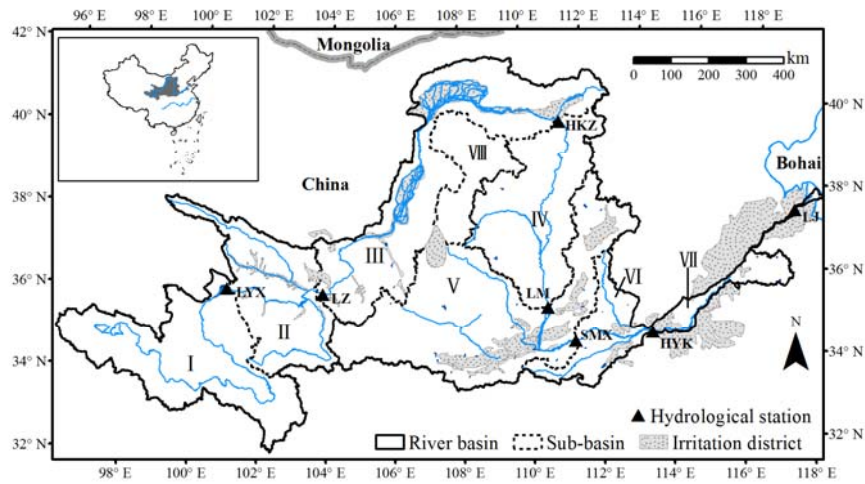 96° E 98° E 100° E 102° E 104° E 106° E 108° E 110° E 112° E 114° E 116° E
42° N
Mongolia
km
0 100 200 300 400
40° N
40° N
HKZ
VIII
Bohai
China
38° N
38° N
LJ
IV
III
36° N
36° N
LYX
LZ
V
LM
VI
VII
II
SMX
HYK
N
34° N
34° N
I
Hydrological station
32° N
32° N
River basin Sub-basin Irritation district
96° E 98° E 100° E 102° E 104° E 106° E 108° E 110° E 112° E 114° E 116° E 118° E